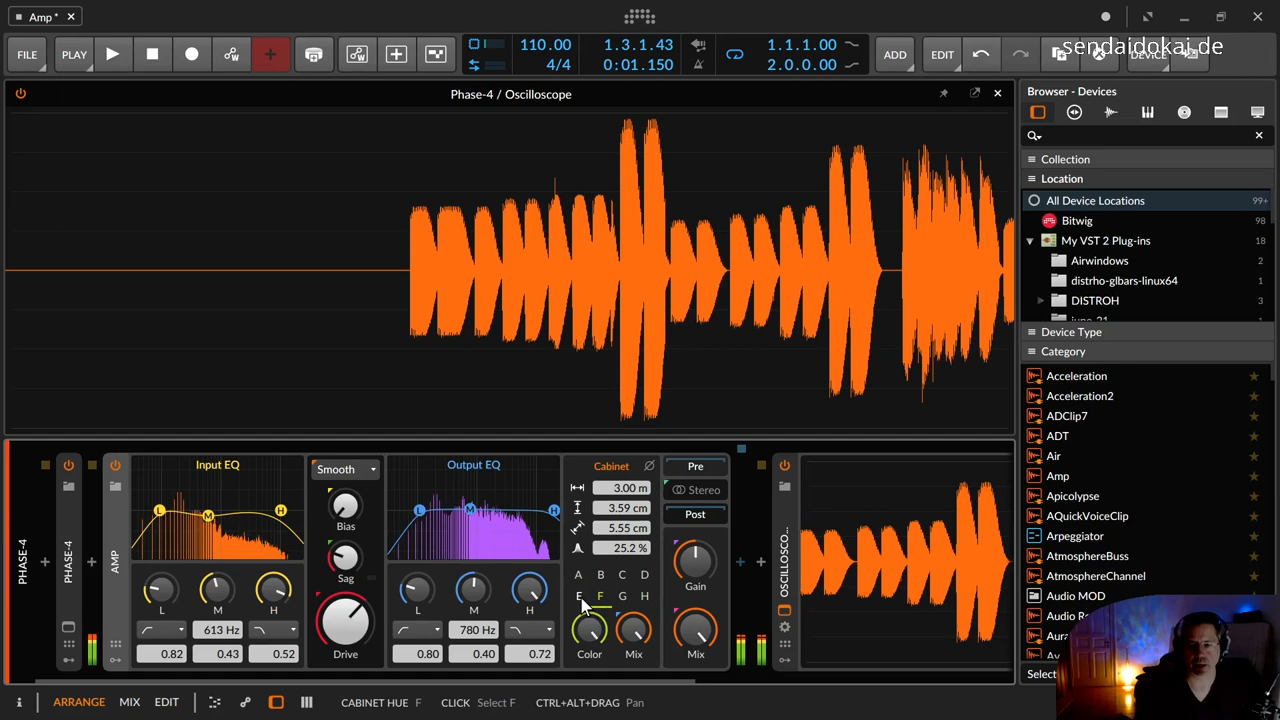 Amp *
FILE
PLAY
110.00
4/4
1.3.1.43
0:01.150
1.1.1.00
2.0.0.00
ADD
EDIT
DEVICE
sendaidokai.de
Phase-4 / Oscilloscope
Browser - Devices
Collection
Location
All Device Locations 99+
Bitwig 98
My VST 2 Plug-ins 18
Airwindows 2
distrho-glbars-linux64 1
DISTROH 3
june-21
Device Type
Category
Acceleration
Acceleration2
ADClip7
ADT
Air
Amp
Apicolypse
AQuickVoiceClip
Arpeggiator
AtmosphereBuss
AtmosphereChannel
Audio MOD
Audio R
Aura
Selec
PHASE-4
PHASE-4
AMP
Input EQ
L M H
L M H
613 Hz
0.82 0.43 0.52
Smooth
Bias
Sag
Drive
Output EQ
L M H
L M H
780 Hz
0.80 0.40 0.72
Cabinet
3.00 m
3.59 cm
5.55 cm
25.2 %
A B C D
E F G H
Color Mix
Pre
Stereo
Post
Gain
Mix
OSCILLOSCO...
i ARRANGE MIX EDIT
CABINET HUE F CLICK Select F CTRL+ALT+DRAG Pan